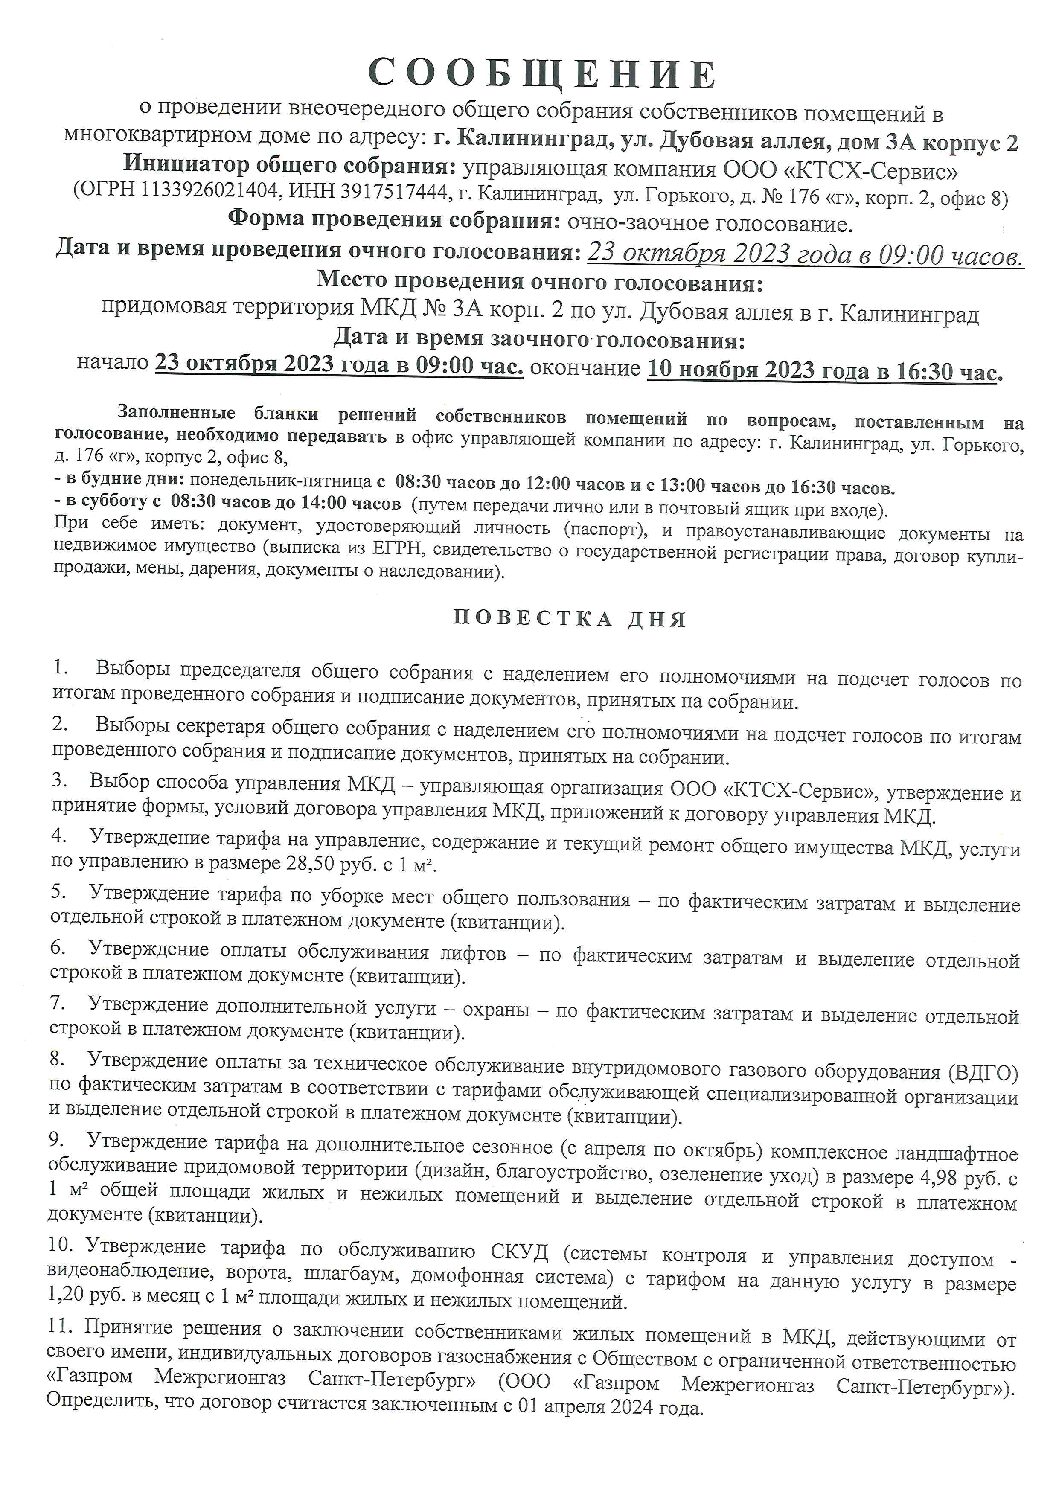 СООБЩЕНИЕ
о проведении внеочередного общего собрания собственников помещений в
многоквартирном доме по адресу: г. Калининград, ул. Дубовая аллея, дом 3А корпус 2
Инициатор общего собрания: управляющая компания ООО «КТСХ-Сервис»
(ОГРН 1133926021404, ИНН 3917517444, г. Калининград, ул. Горького, д. № 176 «г», корп. 2, офис 8)
Форма проведения собрания: очно-заочное голосование.
Дата и время проведения очного голосования: 23 октября 2023 года в 09:00 часов.
Место проведения очного голосования:
придомовая территория МКД № 3А корп. 2 по ул. Дубовая аллея в г. Калининград
Дата и время заочного голосования:
начало 23 октября 2023 года в 09:00 час. окончание 10 ноября 2023 года в 16:30 час.
Заполненные бланки решений собственников помещений по вопросам, поставленным на
голосование, необходимо передавать в офис управляющей компании по адресу: г. Калининград, ул. Горького,
д. 176 «г», корпус 2, офис 8,
- в будние дни: понедельник-пятница с 08:30 часов до 12:00 часов и с 13:00 часов до 16:30 часов.
- в субботу с 08:30 часов до 14:00 часов (путем передачи лично или в почтовый ящик при входе).
При себе иметь: документ, удостоверяющий личность (паспорт), и правоустанавливающие документы на
недвижимое имущество (выписка из ЕГРН, свидетельство о государственной регистрации права, договор купли-
продажи, мены, дарения, документы о наследовании).
ПОВЕСТКА ДНЯ
1. Выборы председателя общего собрания с наделением его полномочиями на подсчет голосов по
итогам проведенного собрания и подписание документов, принятых на собрании.
2. Выборы секретаря общего собрания с наделением его полномочиями на подсчет голосов по итогам
проведенного собрания и подписание документов, принятых на собрании.
3. Выбор способа управления МКД – управляющая организация ООО «КТСХ-Сервис», утверждение и
принятие формы, условий договора управления МКД, приложений к договору управления МКД.
4. Утверждение тарифа на управление, содержание и текущий ремонт общего имущества МКД, услуги
по управлению в размере 28,50 руб. с 1 м².
5. Утверждение тарифа по уборке мест общего пользования – по фактическим затратам и выделение
отдельной строкой в платежном документе (квитанции).
6. Утверждение оплаты обслуживания лифтов – по фактическим затратам и выделение отдельной
строкой в платежном документе (квитанции).
7. Утверждение дополнительной услуги – охраны – по фактическим затратам и выделение отдельной
строкой в платежном документе (квитанции).
8. Утверждение оплаты за техническое обслуживание внутридомового газового оборудования (ВДГО)
по фактическим затратам в соответствии с тарифами обслуживающей специализированной организации
и выделение отдельной строкой в платежном документе (квитанции).
9. Утверждение тарифа на дополнительное сезонное (с апреля по октябрь) комплексное ландшафтное
обслуживание придомовой территории (дизайн, благоустройство, озеленение уход) в размере 4,98 руб. с
1 м² общей площади жилых и нежилых помещений и выделение отдельной строкой в платежном
документе (квитанции).
10. Утверждение тарифа по обслуживанию СКУД (системы контроля и управления доступом -
видеонаблюдение, ворота, шлагбаум, домофонная система) с тарифом на данную услугу в размере
1,20 руб. в месяц с 1 м² площади жилых и нежилых помещений.
11. Принятие решения о заключении собственниками жилых помещений в МКД, действующими от
своего имени, индивидуальных договоров газоснабжения с Обществом с ограниченной ответственностью
«Газпром Межрегионгаз Санкт-Петербург» (ООО «Газпром Межрегионгаз Санкт-Петербург»).
Определить, что договор считается заключенным с 01 апреля 2024 года.